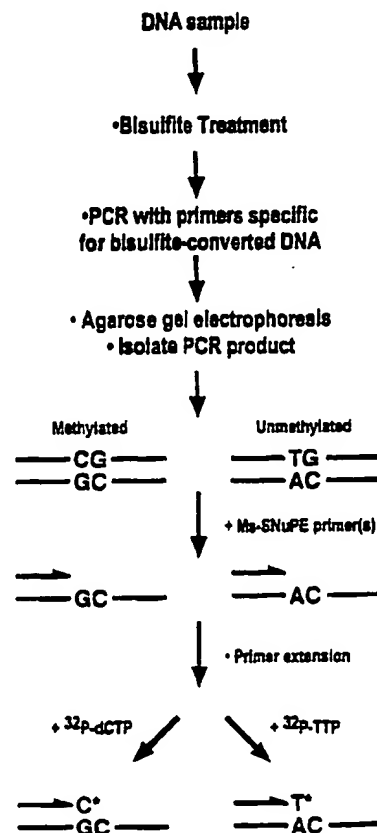 DNA sample
•Bisulfite Treatment
•PCR with primers specific
for bisulfite-converted DNA
• Agarose gel electrophoresis
• Isolate PCR product
Methylated Unmethylated
CG TG
GC AC
+ Ms-SNuPE primer(s)
GC AC
• Primer extension
+ ³²P-dCTP + ³²P-TTP
C* T*
GC AC